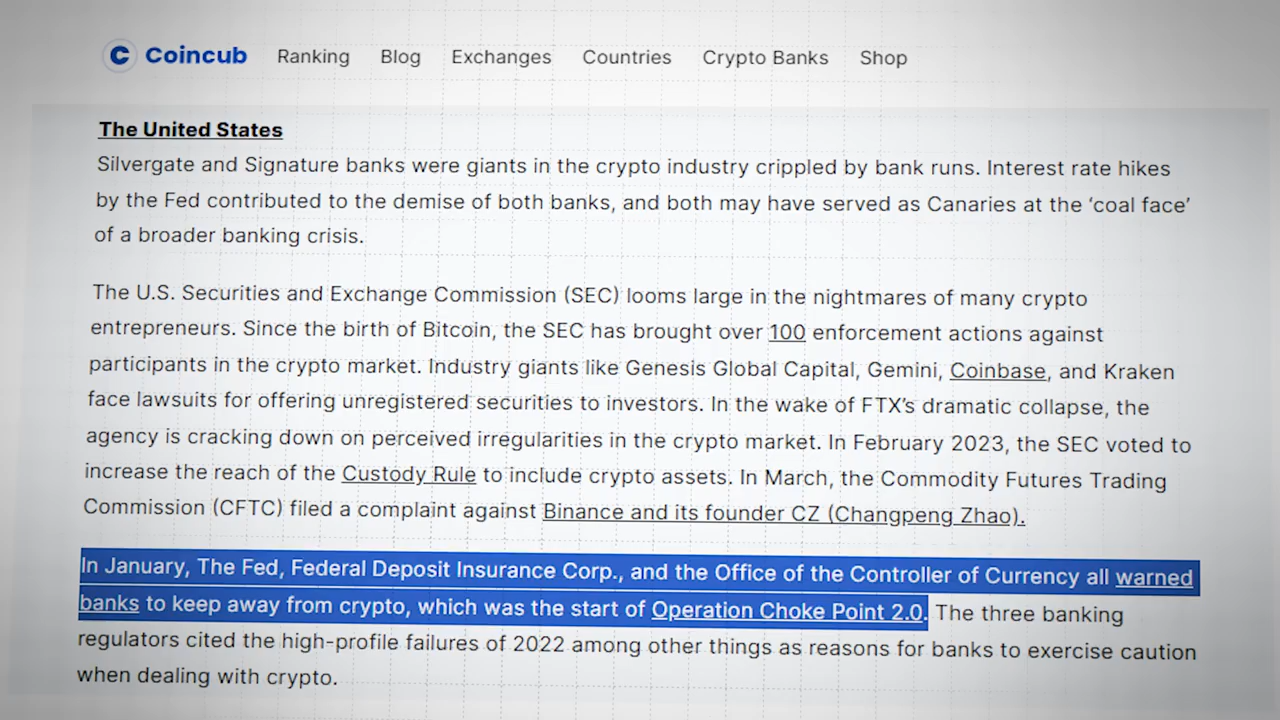 Coincub Ranking Blog Exchanges Countries Crypto Banks Shop
The United States
Silvergate and Signature banks were giants in the crypto industry crippled by bank runs. Interest rate hikes
by the Fed contributed to the demise of both banks, and both may have served as Canaries at the ‘coal face’
of a broader banking crisis.
The U.S. Securities and Exchange Commission (SEC) looms large in the nightmares of many crypto
entrepreneurs. Since the birth of Bitcoin, the SEC has brought over 100 enforcement actions against
participants in the crypto market. Industry giants like Genesis Global Capital, Gemini, Coinbase, and Kraken
face lawsuits for offering unregistered securities to investors. In the wake of FTX’s dramatic collapse, the
agency is cracking down on perceived irregularities in the crypto market. In February 2023, the SEC voted to
increase the reach of the Custody Rule to include crypto assets. In March, the Commodity Futures Trading
Commission (CFTC) filed a complaint against Binance and its founder CZ (Changpeng Zhao).
In January, The Fed, Federal Deposit Insurance Corp., and the Office of the Controller of Currency all warned
banks to keep away from crypto, which was the start of Operation Choke Point 2.0. The three banking
regulators cited the high-profile failures of 2022 among other things as reasons for banks to exercise caution
when dealing with crypto.